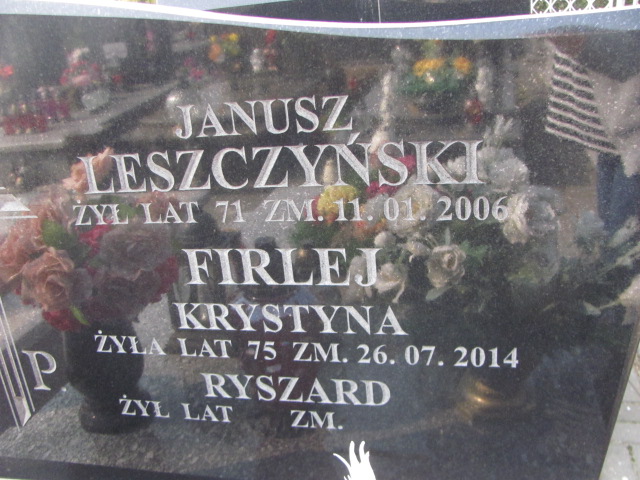 JANUSZ
LESZCZYŃSKI
ŻYŁ LAT 71 ZM. 11. 01. 2006
FIRLEJ
KRYSTYNA
ŻYŁA LAT 75 ZM. 26. 07. 2014
P
RYSZARD
ŻYŁ LAT ZM.